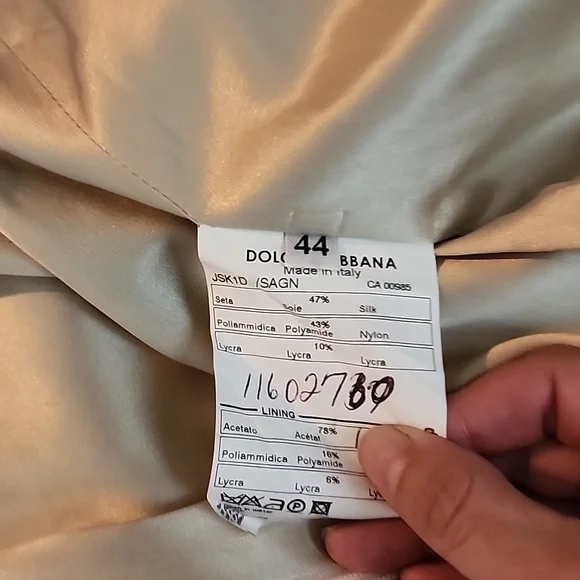 44
DOLC BBANA
Made in Italy
JSK1D /SAGN CA 00985
Seta 47% Soie Silk
Poliammidica 43% Polyamide Nylon
Lycra 10% Lycra Lycra
LINING
Acetato 78% Acétat
Poliammidica 16% Polyamide
Lycra 6% Lycra